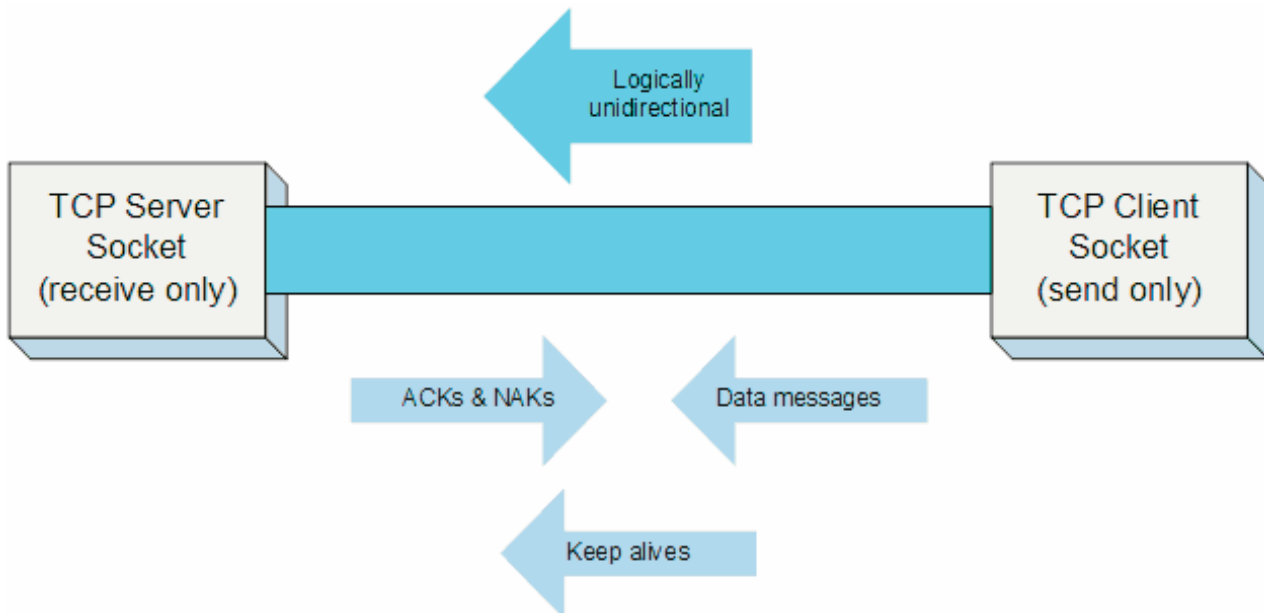 Logically
unidirectional
TCP Server
Socket
(receive only)
TCP Client
Socket
(send only)
ACKs & NAKs
Data messages
Keep alives